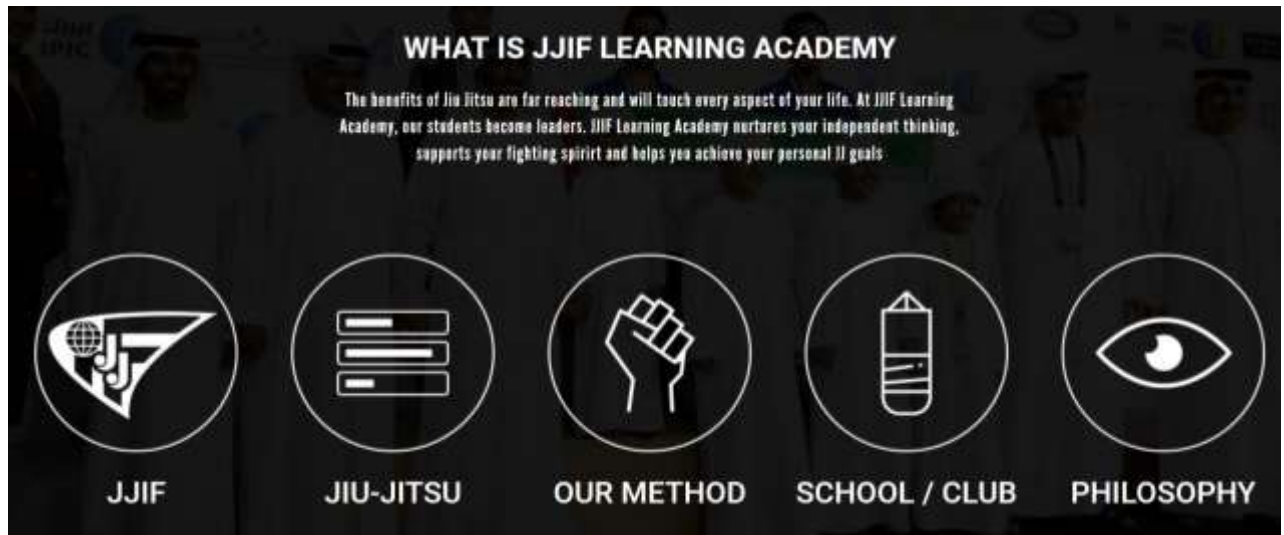 WHAT IS JJIF LEARNING ACADEMY
The benefits of Jiu Jitsu are far reaching and will touch every aspect of your life. At JJIF Learning
Academy, our students become leaders. JJIF Learning Academy nurtures your independent thinking,
supports your fighting spirirt and helps you achieve your personal JJ goals
JJIF
JIU-JITSU
OUR METHOD
SCHOOL / CLUB
PHILOSOPHY